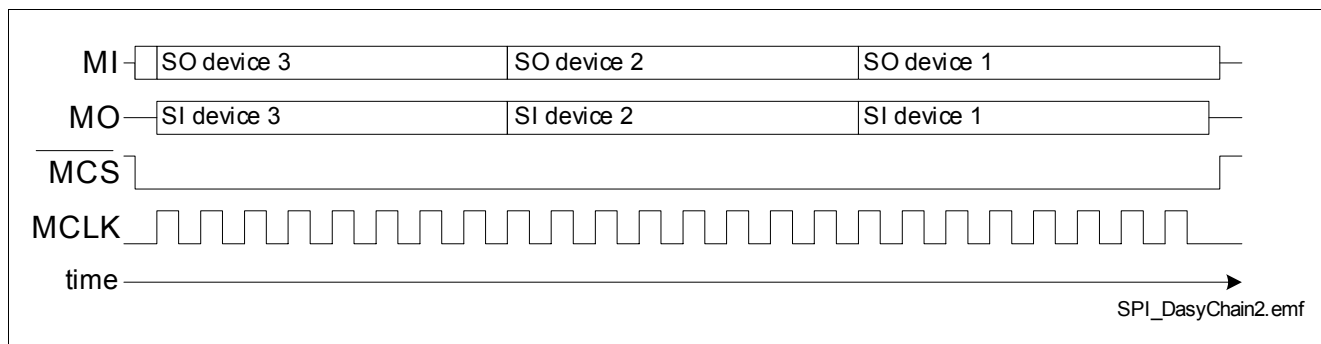 MI SO device 3 SO device 2 SO device 1
MO SI device 3 SI device 2 SI device 1
MCS
MCLK
time
SPI_DasyChain2.emf